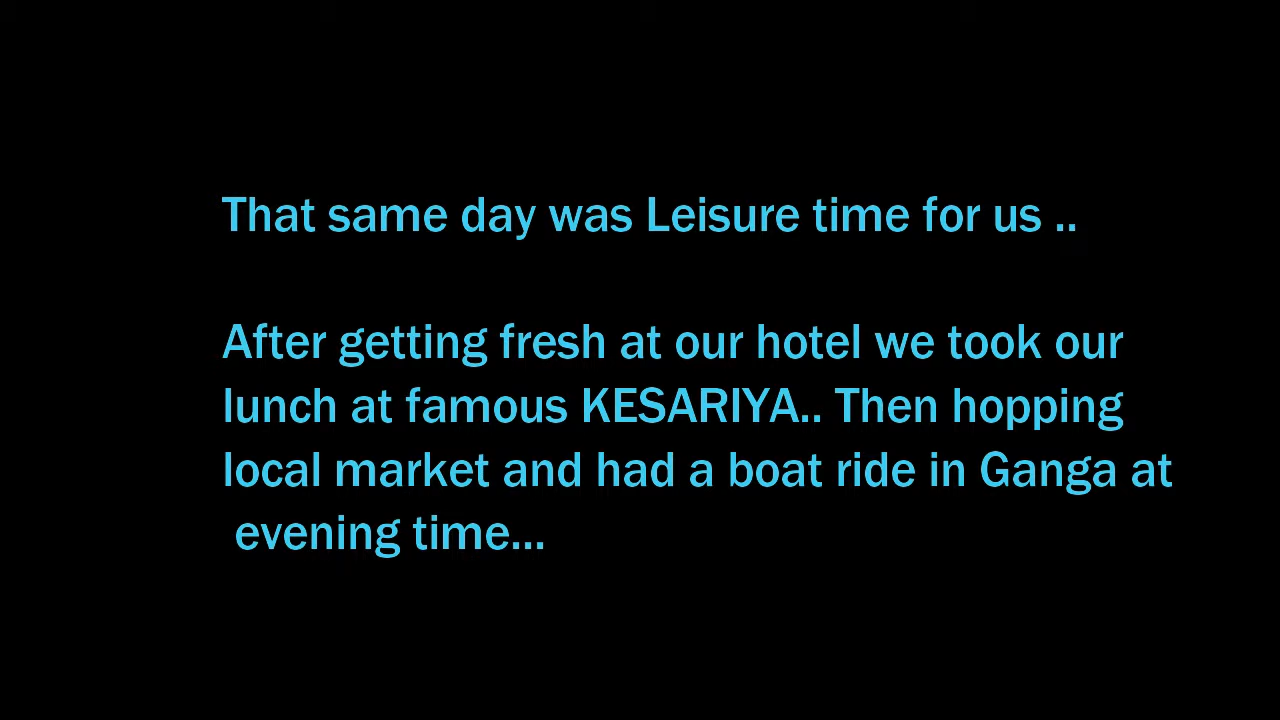 That same day was Leisure time for us ..
After getting fresh at our hotel we took our
lunch at famous KESARIYA.. Then hopping
local market and had a boat ride in Ganga at
evening time...